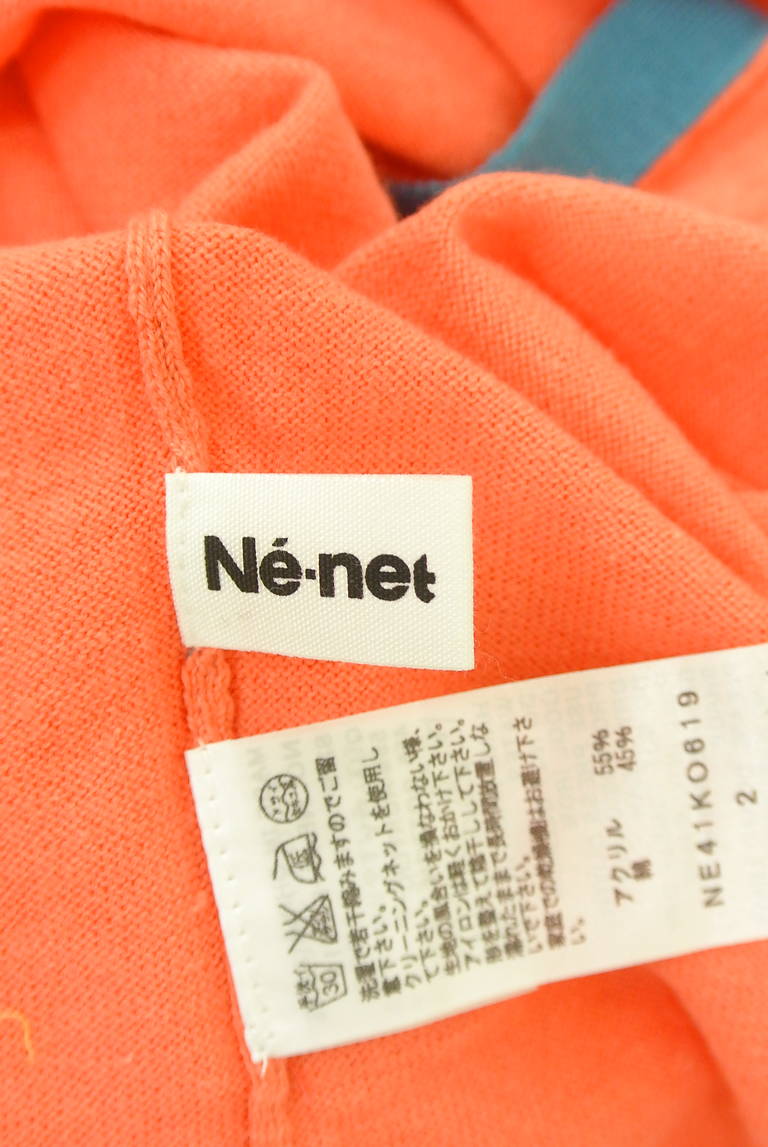 Né-net
手洗イ
30
洗濯で若干縮みますのでご留
意下さい。
クリーニングネットを使用し
て下さい。
生地の風合いを損なわない様、
アイロンは軽くおかけ下さい。
形を整えて陰干しして下さい。
濡れたままで長時間放置しな
いで下さい。
家庭での乾燥機はお避け下さ
い。
アクリル 55%
綿 45%
NE41KO619
2